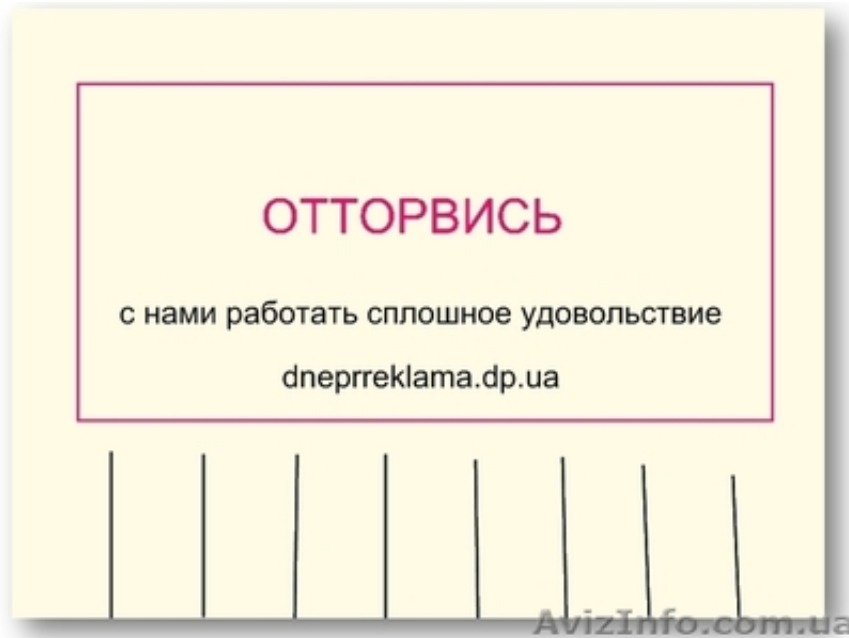 ОТТОРВИСЬ
с нами работать сплошное удовольствие
dneprreklama.dp.ua
AvizInfo.com.ua